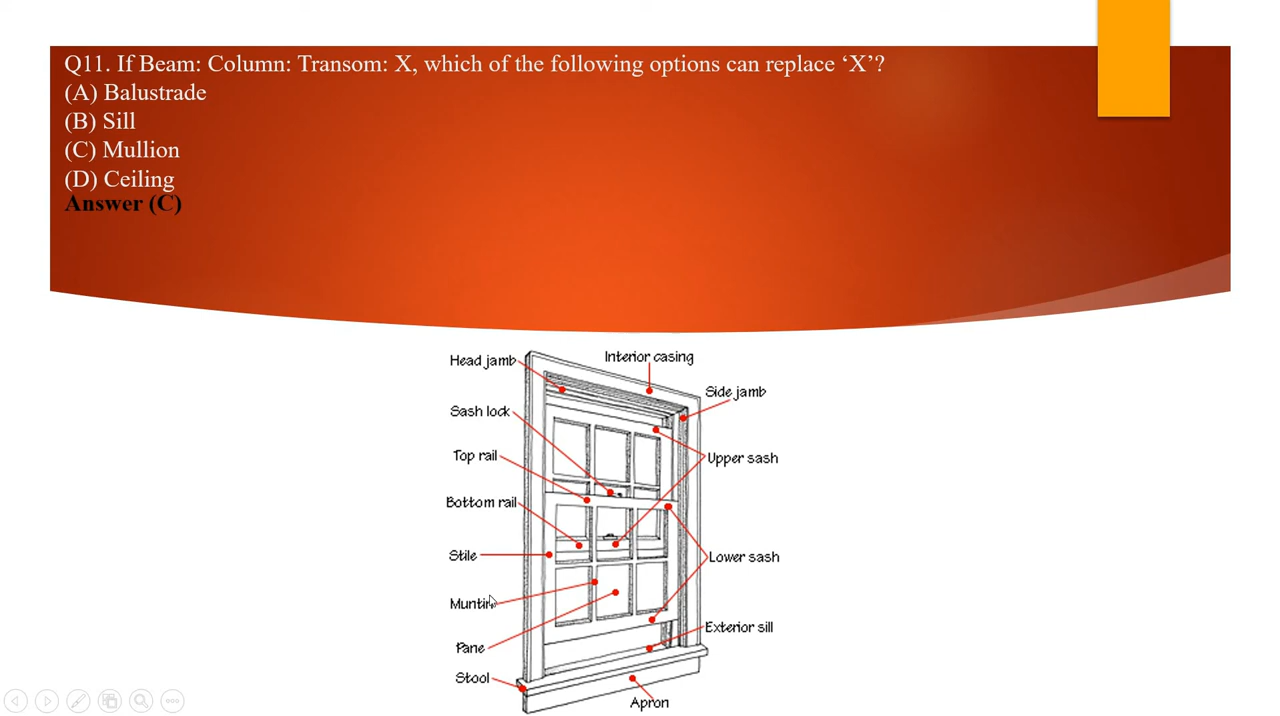 Q11. If Beam: Column: Transom: X, which of the following options can replace ‘X’?
(A) Balustrade
(B) Sill
(C) Mullion
(D) Ceiling
Answer (C)
Head jamb
Interior casing
Side jamb
Sash lock
Top rail
Upper sash
Bottom rail
Stile
Lower sash
Muntin
Exterior sill
Pane
Stool
Apron